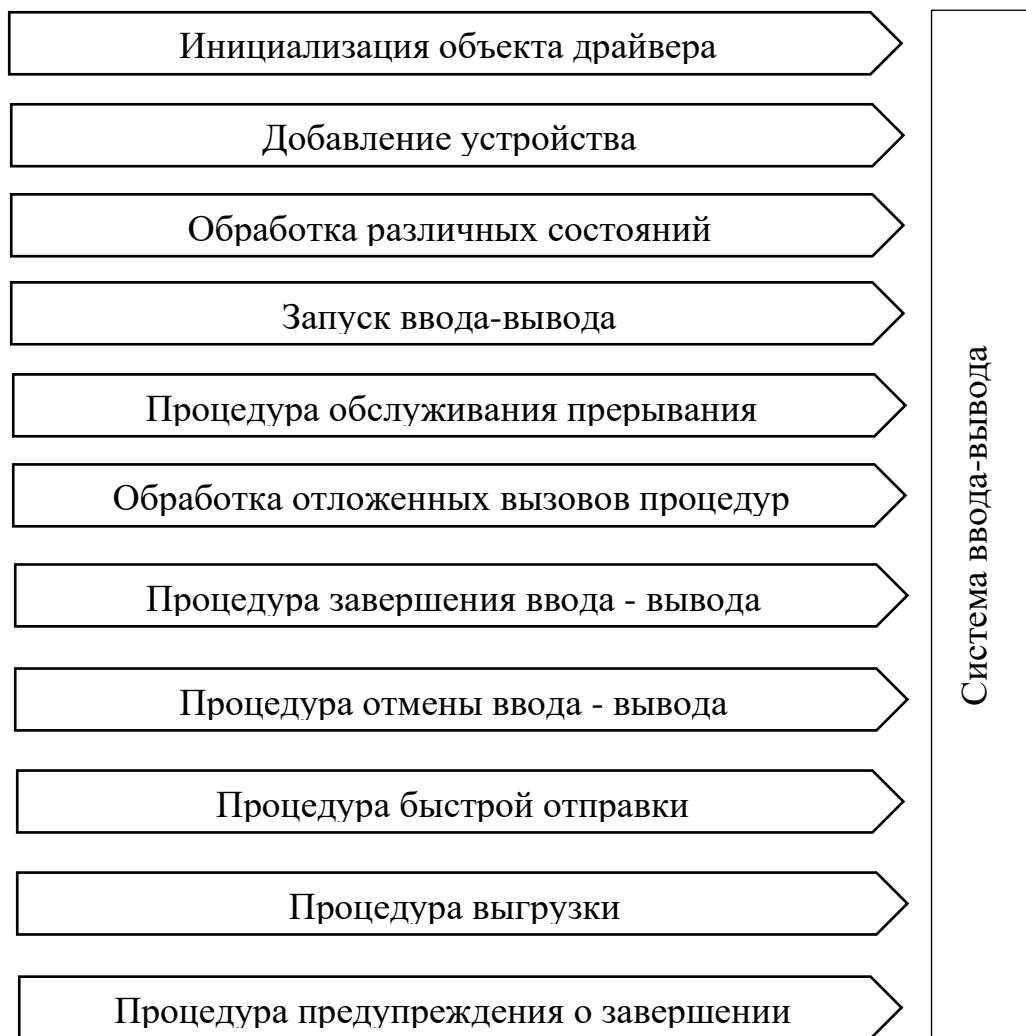 Инициализация объекта драйвера
Добавление устройства
Обработка различных состояний
Запуск ввода-вывода
Процедура обслуживания прерывания
Обработка отложенных вызовов процедур
Процедура завершения ввода - вывода
Процедура отмены ввода - вывода
Процедура быстрой отправки
Процедура выгрузки
Процедура предупреждения о завершении
Система ввода-вывода